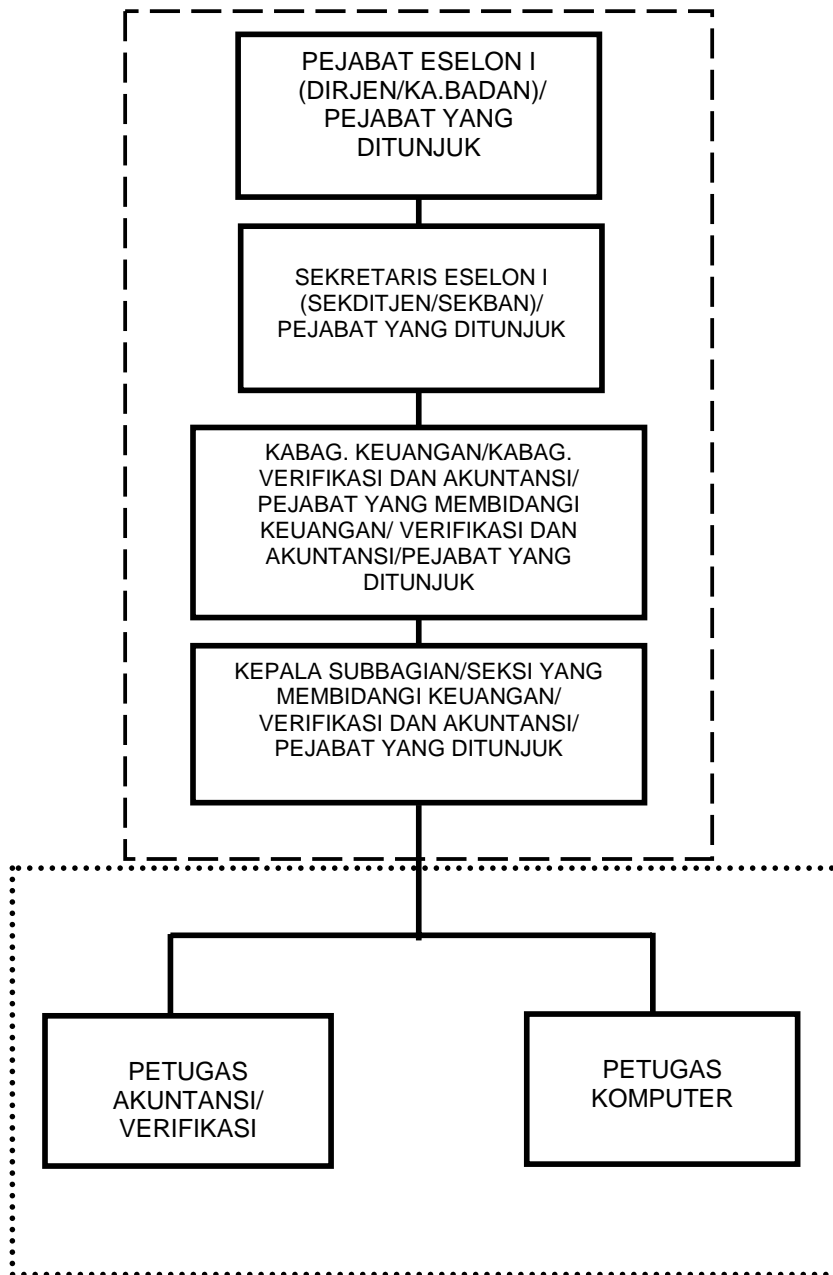 PEJABAT ESELON I
(DIRJEN/KA.BADAN)/
PEJABAT YANG
DITUNJUK
SEKRETARIS ESELON I
(SEKDITJEN/SEKBAN)/
PEJABAT YANG DITUNJUK
KABAG. KEUANGAN/KABAG.
VERIFIKASI DAN AKUNTANSI/
PEJABAT YANG MEMBIDANGI
KEUANGAN/ VERIFIKASI DAN
AKUNTANSI/PEJABAT YANG
DITUNJUK
KEPALA SUBBAGIAN/SEKSI YANG
MEMBIDANGI KEUANGAN/
VERIFIKASI DAN AKUNTANSI/
PEJABAT YANG DITUNJUK
PETUGAS
AKUNTANSI/
VERIFIKASI
PETUGAS
KOMPUTER